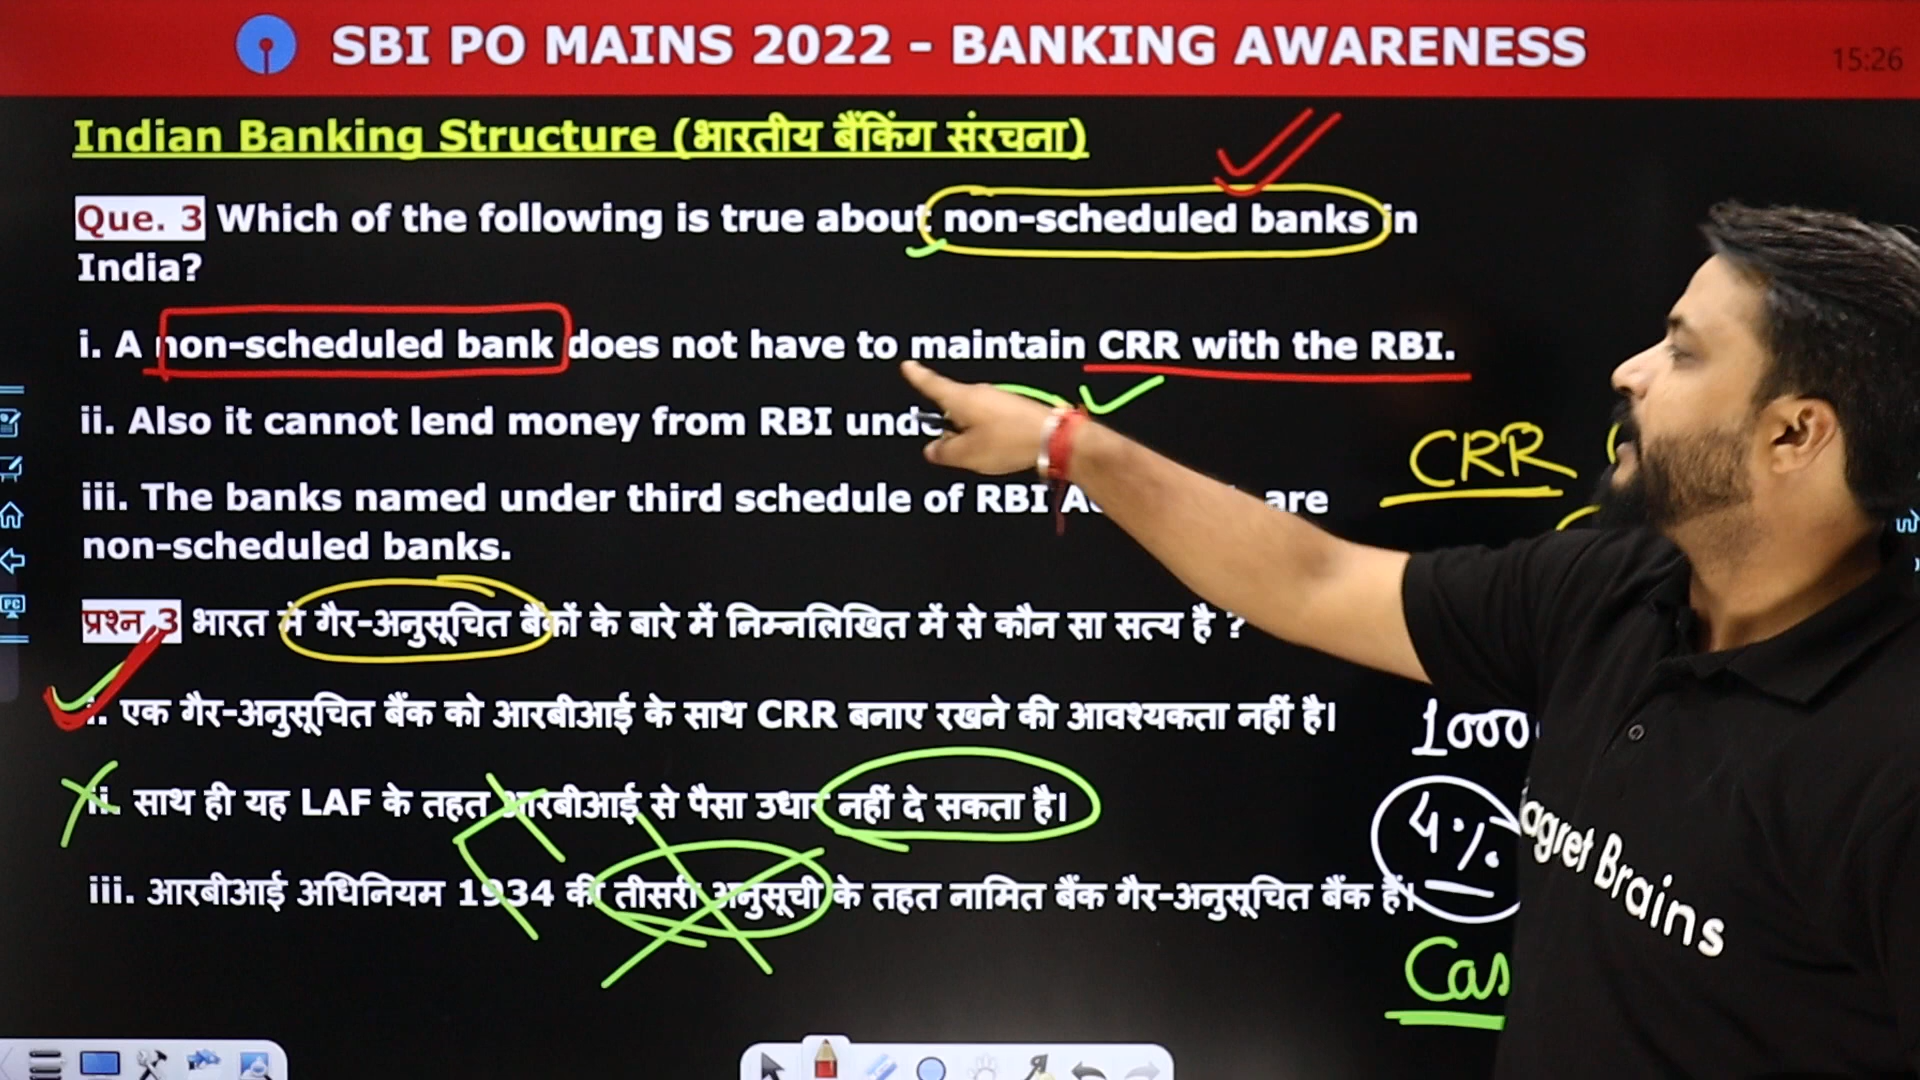 SBI PO MAINS 2022 - BANKING AWARENESS
15:26
Indian Banking Structure (भारतीय बैंकिंग संरचना)
Que. 3 Which of the following is true about non-scheduled banks in
India?
i. A non-scheduled bank does not have to maintain CRR with the RBI.
ii. Also it cannot lend money from RBI
iii. The banks named under third schedule of RBI are
non-scheduled banks.
प्रश्न 3 भारत में गैर-अनुसूचित बैंकों के बारे में निम्नलिखित में से कौन सा सत्य है ?
i. एक गैर-अनुसूचित बैंक को आरबीआई के साथ CRR बनाए रखने की आवश्यकता नहीं है।
ii. साथ ही यह LAF के तहत आरबीआई से पैसा उधार नहीं दे सकता है।
iii. आरबीआई अधिनियम 1934 की तीसरी अनुसूची के तहत नामित बैंक गैर-अनुसूचित बैंक हैं।
CRR
1000
4%
Cas
agret Brains
PC